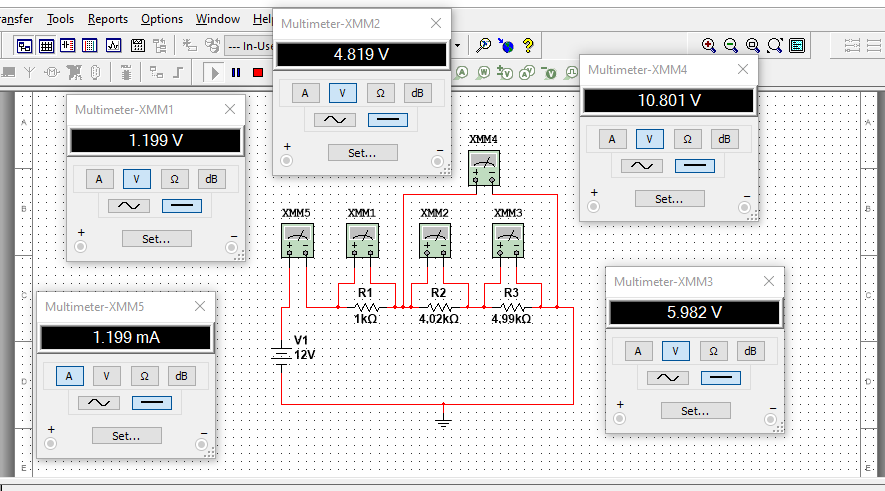 ransfer Tools Reports Options Window Hel
--- In-Use
Multimeter-XMM2
4.819 V
A V Ω dB
+ Set... −
Multimeter-XMM4
10.801 V
A V Ω dB
+ Set... −
Multimeter-XMM1
1.199 V
A V Ω dB
+ Set... −
Multimeter-XMM3
5.982 V
A V Ω dB
+ Set... −
Multimeter-XMM5
1.199 mA
A V Ω dB
+ Set... −
XMM4
XMM5 XMM1 XMM2 XMM3
R1 R2 R3
1kΩ 4.02kΩ 4.99kΩ
V1
12V
A
B
C
D
E
A
B
C
D
E